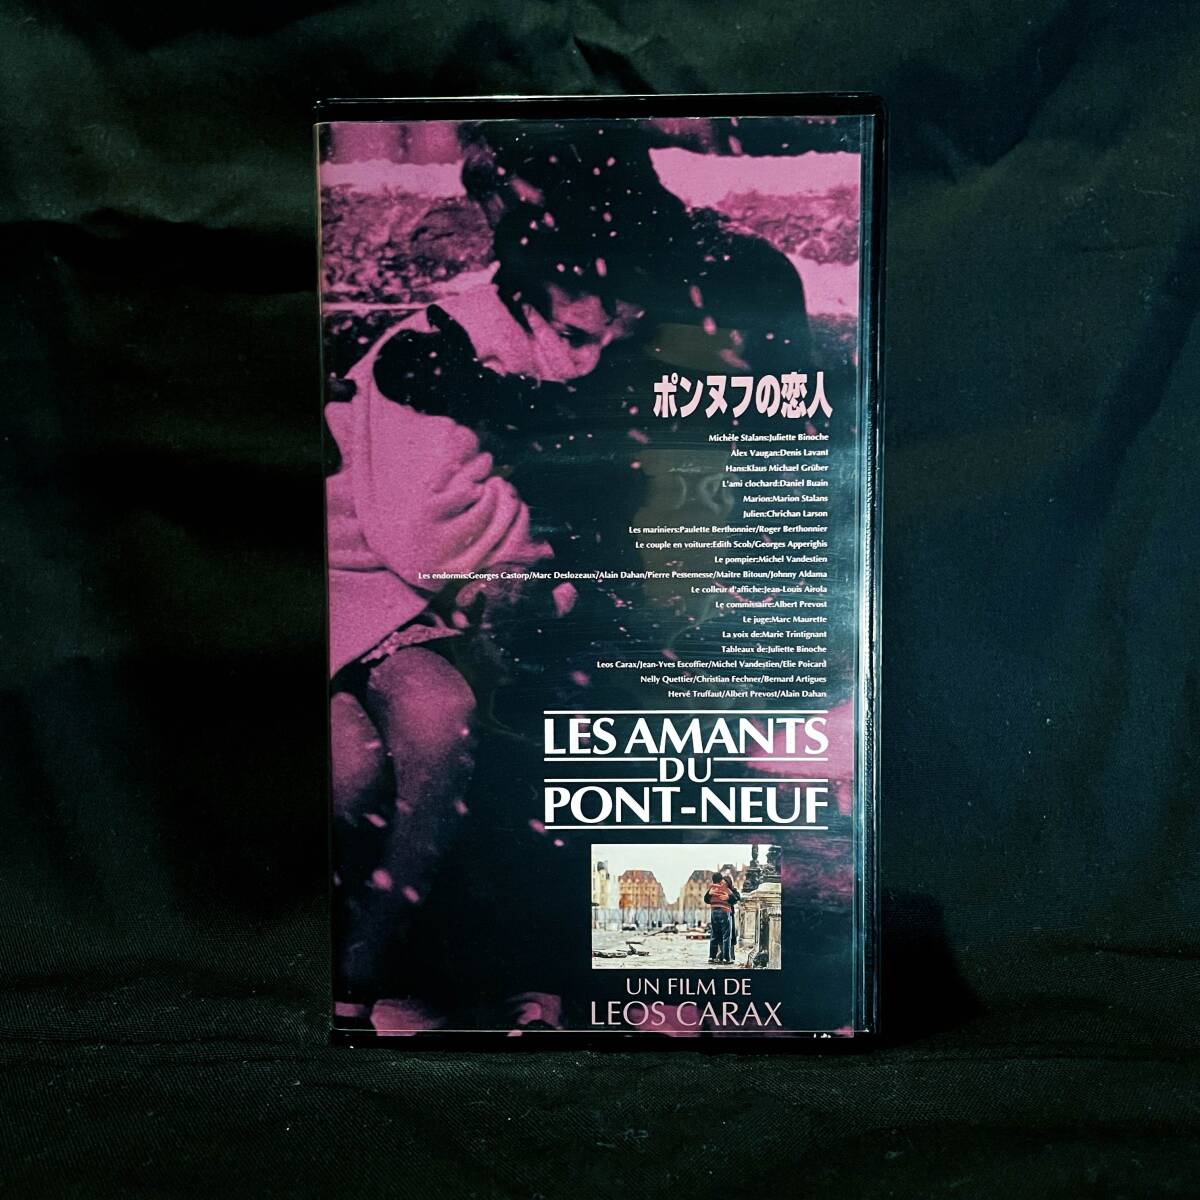 ポンヌフの恋人
Michèle Stalans:Juliette Binoche
Alex Vaugan:Denis Lavant
Hans:Klaus Michael Grüber
L'ami clochard:Daniel Buain
Marion:Marion Stalans
Julien:Chrichan Larson
Les mariniers:Paulette Berthonnier/Roger Berthonnier
Le couple en voiture:Edith Scob/Georges Apperighis
Le pompier:Michel Vandestien
Les endormis:Georges Castorp/Marc Deslozeaux/Alain Dahan/Pierre Pessemesse/Maitre Bitoun/Johnny Aldama
Le colleur d'affiche:Jean-Louis Airola
Le commissaire:Albert Prevost
Le juge:Marc Maurette
La voix de:Marie Trintignant
Tableaux de:Juliette Binoche
Leos Carax/Jean-Yves Escoffier/Michel Vandestien/Elie Poicard
Nelly Quettier/Christian Fechner/Bernard Artigues
Hervé Truffaut/Albert Prevost/Alain Dahan
LES AMANTS
DU
PONT-NEUF
UN FILM DE
LEOS CARAX